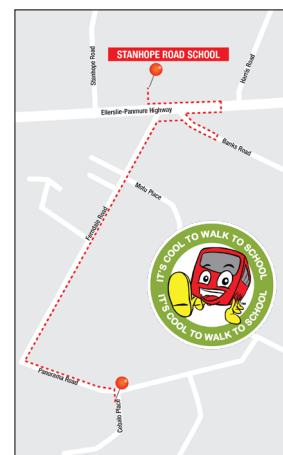 Stanhope Road
Harris Road
STANHOPE ROAD SCHOOL
Ellerslie-Panmure Highway
Banks Road
Motu Place
Ferndale Road
IT'S COOL TO WALK TO SCHOOL
IT'S COOL TO WALK TO SCHOOL
Panorama Road
Cobalo Place